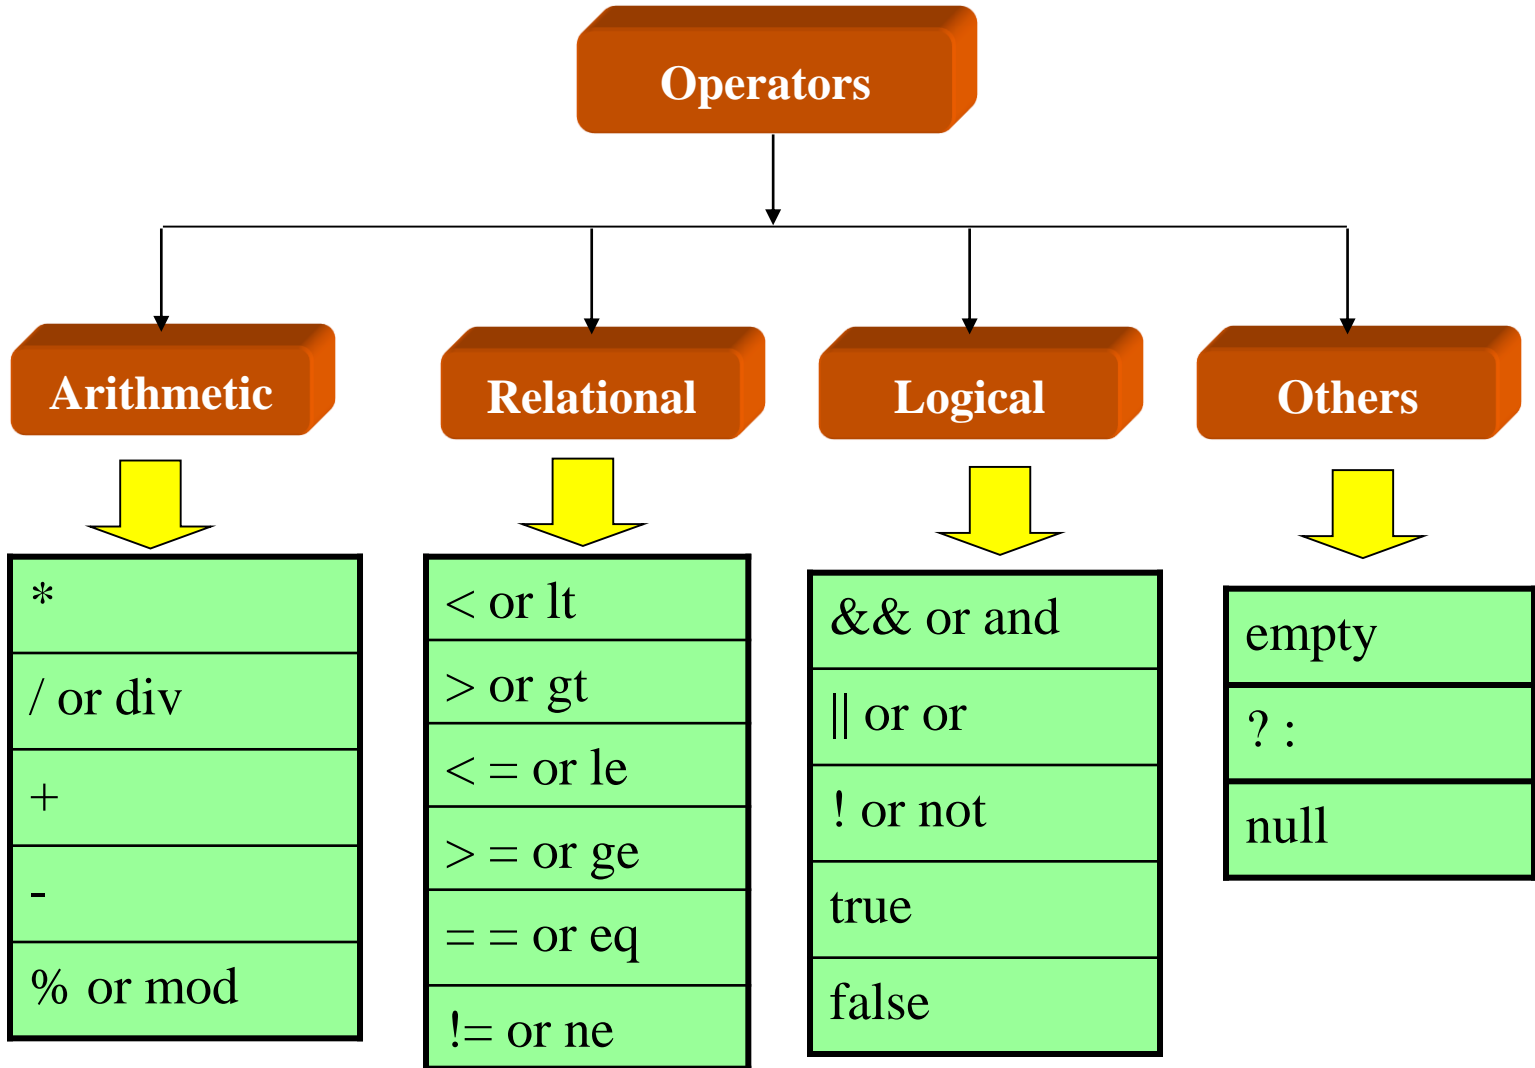 Operators
Arithmetic
Relational
Logical
Others
*
/ or div
+
-
% or mod
< or lt
> or gt
< = or le
> = or ge
= = or eq
!= or ne
&& or and
|| or or
! or not
true
false
empty
? :
null